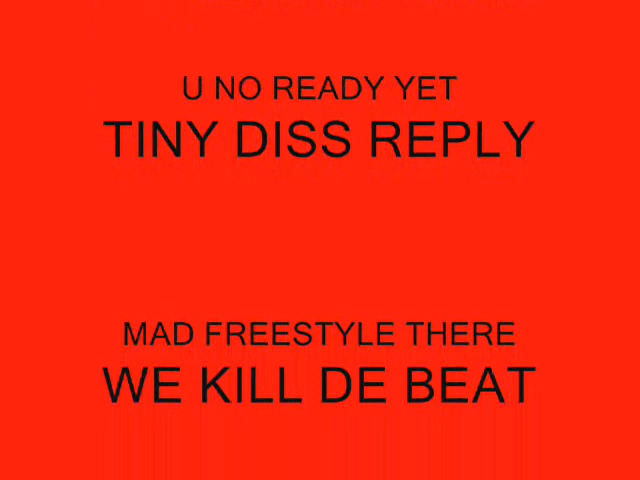 U NO READY YET
TINY DISS REPLY
MAD FREESTYLE THERE
WE KILL DE BEAT